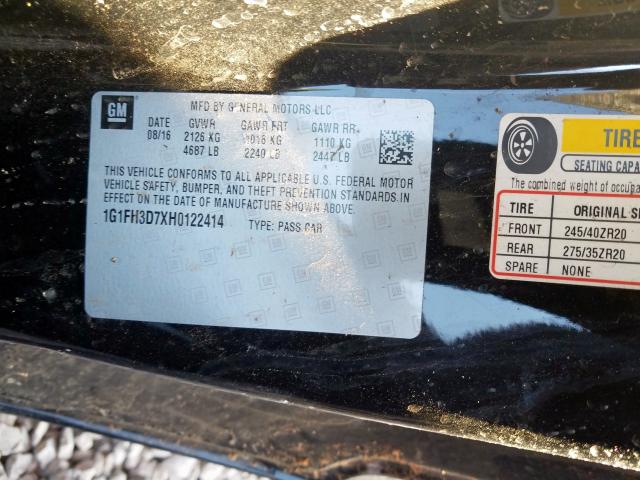 GM
MFD BY GENERAL MOTORS LLC
DATE GVWR GAWR FRT GAWR RR
08/16 2126 KG 1016 KG 1110 KG
4687 LB 2240 LB 2447 LB
THIS VEHICLE CONFORMS TO ALL APPLICABLE U.S. FEDERAL MOTOR
VEHICLE SAFETY, BUMPER, AND THEFT PREVENTION STANDARDS IN
EFFECT ON THE DATE OF MANUFACTURE SHOWN ABOVE.
1G1FH3D7XH0122414 TYPE: PASS CAR
TIRE
SEATING CAPA
The combined weight of occupa
TIRE ORIGINAL
FRONT 245/40ZR20
REAR 275/35ZR20
SPARE NONE